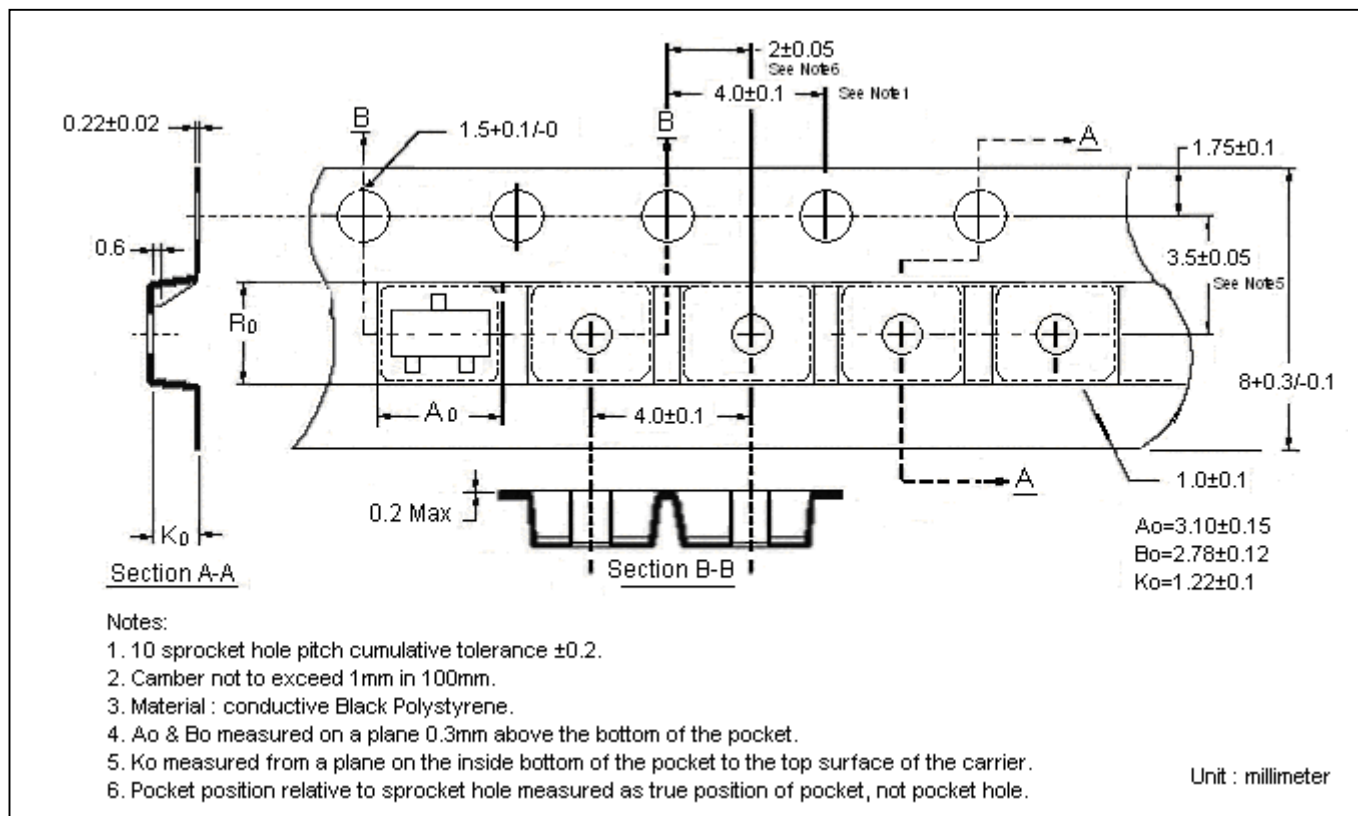 2±0.05
See Note6
4.0±0.1
See Note1
0.22±0.02
B
1.5+0.1/-0
B
A
1.75±0.1
0.6
3.5±0.05
See Note5
R0
8+0.3/-0.1
A0
4.0±0.1
A
1.0±0.1
0.2 Max
K0
Section A-A
Section B-B
Ao=3.10±0.15
Bo=2.78±0.12
Ko=1.22±0.1
Notes:
1. 10 sprocket hole pitch cumulative tolerance ±0.2.
2. Camber not to exceed 1mm in 100mm.
3. Material : conductive Black Polystyrene.
4. Ao & Bo measured on a plane 0.3mm above the bottom of the pocket.
5. Ko measured from a plane on the inside bottom of the pocket to the top surface of the carrier.
6. Pocket position relative to sprocket hole measured as true position of pocket, not pocket hole.
Unit : millimeter